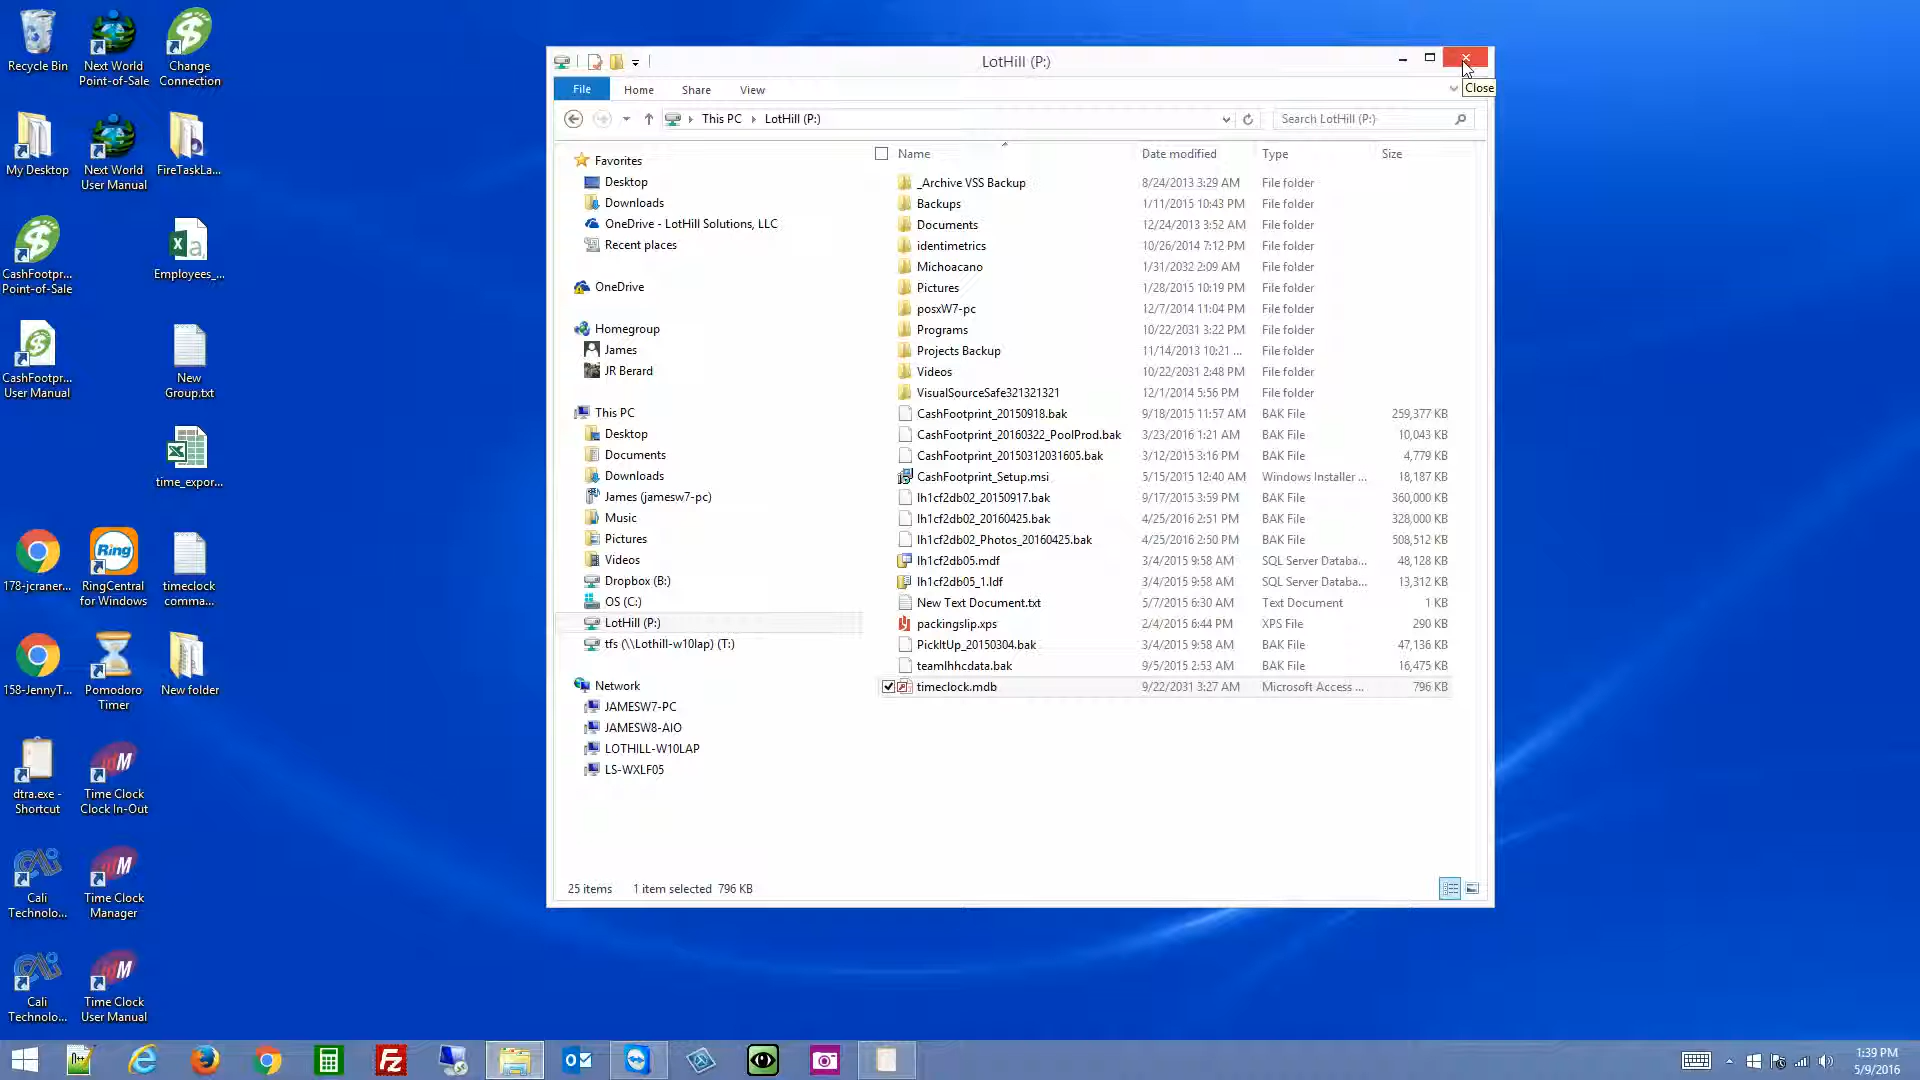 Recycle Bin
Next World
Point-of-Sale
Change
Connection
My Desktop
Next World
User Manual
FireTaskLa...
CashFootpr...
Point-of-Sale
Employees_...
CashFootpr...
User Manual
New
Group.txt
time_expor...
178-jcraner...
Ring
RingCentral
for Windows
timeclock
comma...
158-JennyT...
Pomodoro
Timer
New folder
dtra.exe -
Shortcut
Time Clock
Clock In-Out
Cali
Technolo...
Time Clock
Manager
Cali
Technolo...
Time Clock
User Manual
LotHill (P:)
Close
File Home Share View
This PC LotHill (P:)
Search LotHill (P:)
Favorites
Desktop
Downloads
OneDrive - LotHill Solutions, LLC
Recent places
OneDrive
Homegroup
James
JR Berard
This PC
Desktop
Documents
Downloads
James (jamesw7-pc)
Music
Pictures
Videos
Dropbox (B:)
OS (C:)
LotHill (P:)
tfs (\\Lothill-w10lap) (T:)
Network
JAMESW7-PC
JAMESW8-AIO
LOTHILL-W10LAP
LS-WXLF05
Name Date modified Type Size
_Archive VSS Backup 8/24/2013 3:29 AM File folder
Backups 1/11/2015 10:43 PM File folder
Documents 12/24/2013 3:52 AM File folder
identimetrics 10/26/2014 7:12 PM File folder
Michoacano 1/31/2032 2:09 AM File folder
Pictures 1/28/2015 10:19 PM File folder
posxW7-pc 12/7/2014 11:04 PM File folder
Programs 10/22/2031 3:22 PM File folder
Projects Backup 11/14/2013 10:21 ... File folder
Videos 10/22/2031 2:48 PM File folder
VisualSourceSafe321321321 12/1/2014 5:56 PM File folder
CashFootprint_20150918.bak 9/18/2015 11:57 AM BAK File 259,377 KB
CashFootprint_20160322_PoolProd.bak 3/23/2016 1:21 AM BAK File 10,043 KB
CashFootprint_20150312031605.bak 3/12/2015 3:16 PM BAK File 4,779 KB
CashFootprint_Setup.msi 5/15/2015 12:40 AM Windows Installer ... 18,187 KB
lh1cf2db02_20150917.bak 9/17/2015 3:59 PM BAK File 360,000 KB
lh1cf2db02_20160425.bak 4/25/2016 2:51 PM BAK File 328,000 KB
lh1cf2db02_Photos_20160425.bak 4/25/2016 2:50 PM BAK File 508,512 KB
lh1cf2db05.mdf 3/4/2015 9:58 AM SQL Server Databa... 48,128 KB
lh1cf2db05_1.ldf 3/4/2015 9:58 AM SQL Server Databa... 13,312 KB
New Text Document.txt 5/7/2015 6:30 AM Text Document 1 KB
packingslip.xps 2/4/2015 6:44 PM XPS File 290 KB
PickItUp_20150304.bak 3/4/2015 9:58 AM BAK File 47,136 KB
teamlhhcdata.bak 9/5/2015 2:53 AM BAK File 16,475 KB
timeclock.mdb 9/22/2031 3:27 AM Microsoft Access ... 796 KB
25 items 1 item selected 796 KB
1:39 PM
5/9/2016